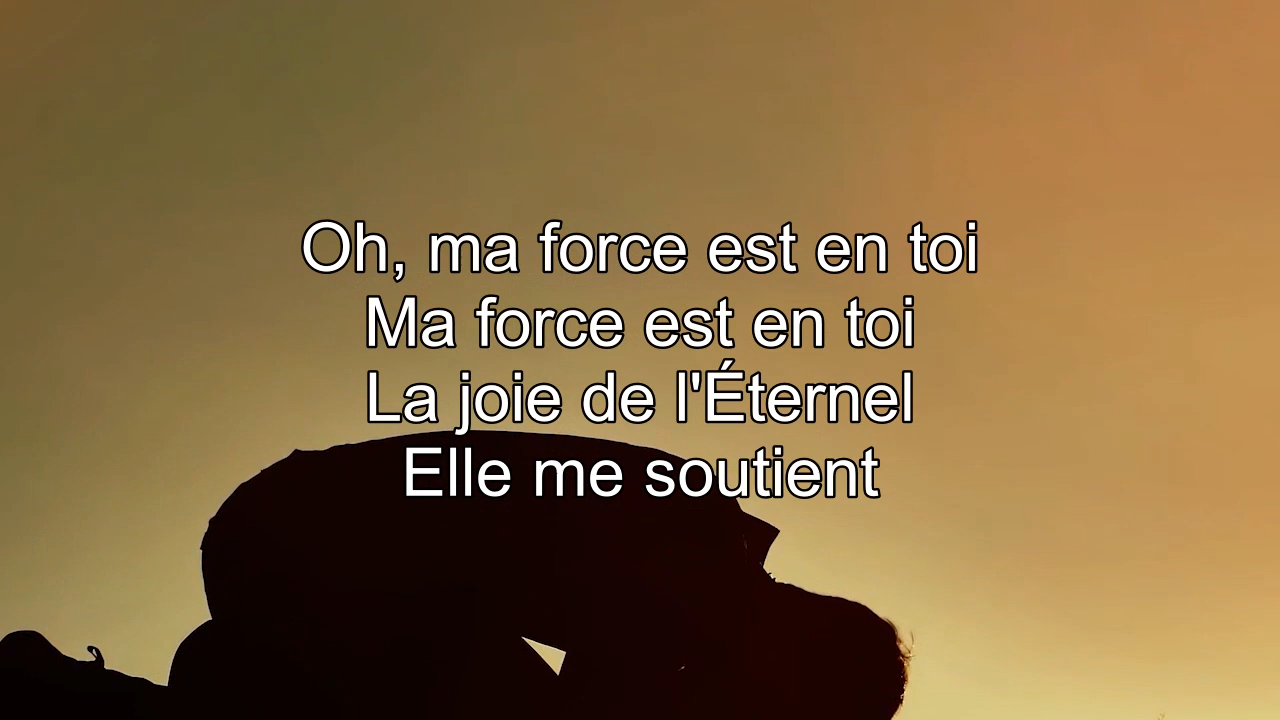 Oh, ma force est en toi
Ma force est en toi
La joie de l'Éternel
Elle me soutient